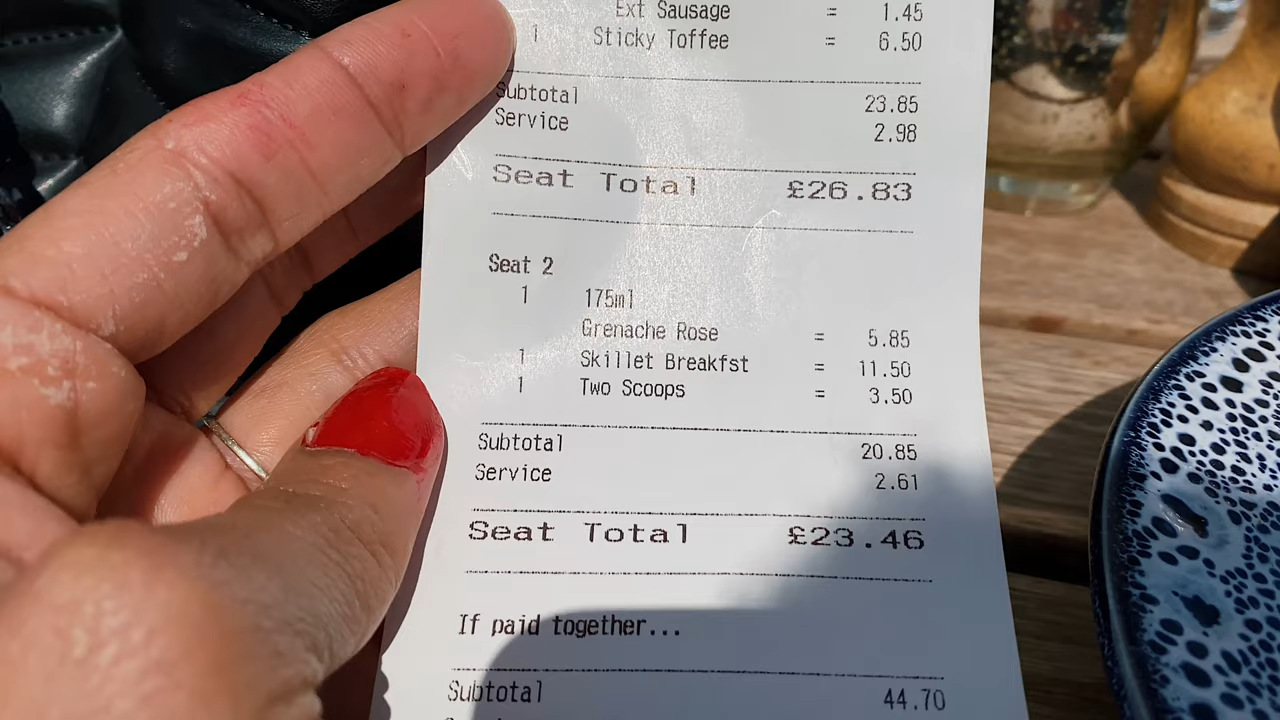 Ext Sausage = 1.45
1 Sticky Toffee = 6.50
Subtotal 23.85
Service 2.98
Seat Total £26.83
Seat 2
1 175ml
Grenache Rose = 5.85
1 Skillet Breakfst = 11.50
1 Two Scoops = 3.50
Subtotal 20.85
Service 2.61
Seat Total £23.46
If paid together...
Subtotal 44.70